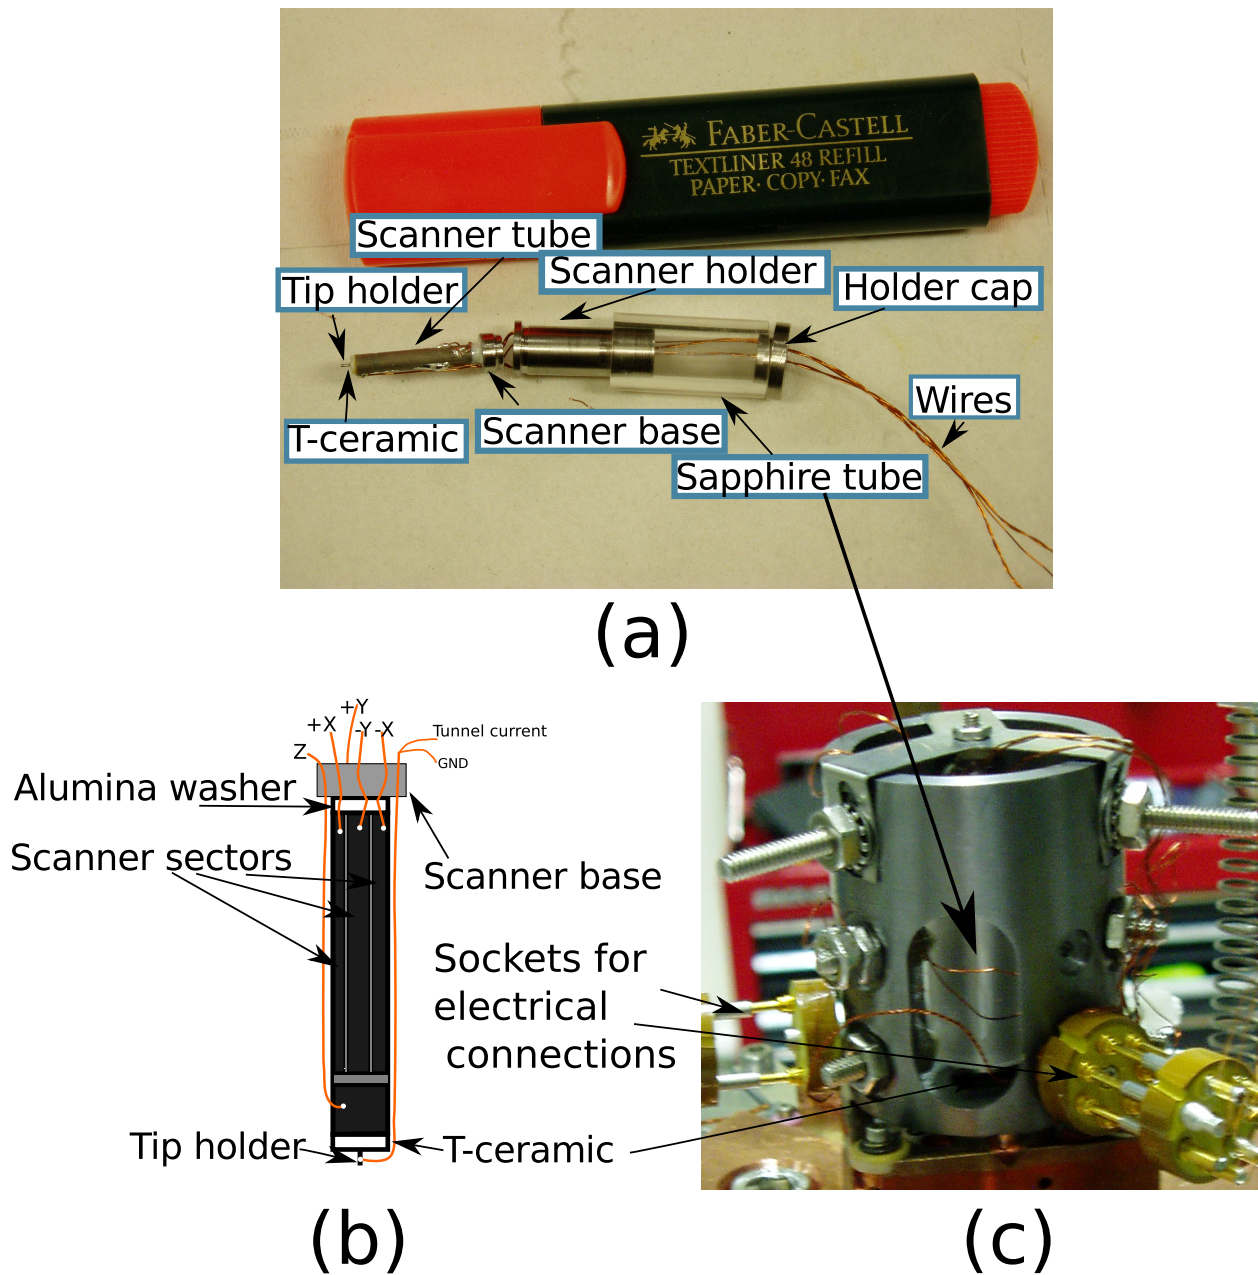 FABER-CASTELL
TEXTLINER 48 REFILL
PAPER· COPY· FAX
Scanner tube
Scanner holder
Tip holder
Holder cap
Wires
T-ceramic
Scanner base
Sapphire tube
(a)
+Y
+X
-Y -X
Tunnel current
Z
GND
Alumina washer
Scanner sectors
Scanner base
Sockets for
electrical
connections
Tip holder
T-ceramic
(b)
(c)